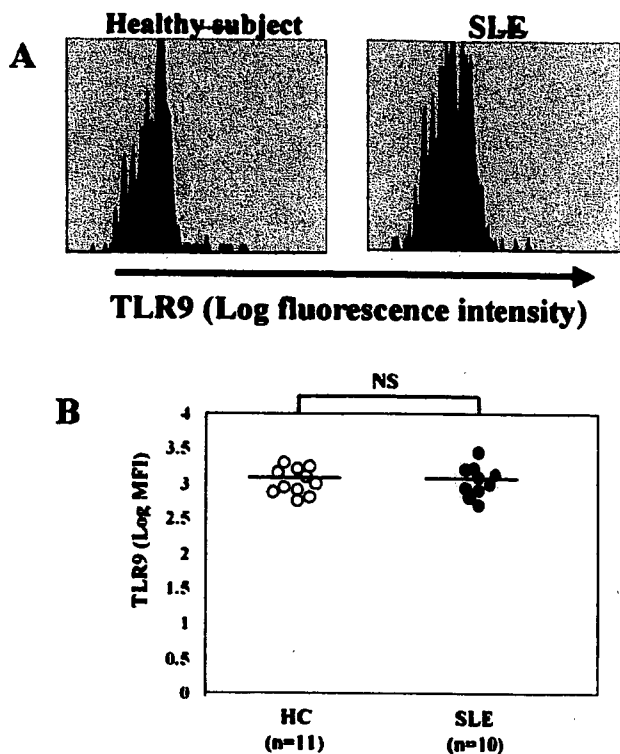 A
Healthy subject
SLE
TLR9 (Log fluorescence intensity)
B
NS
TLR9 (Log MFI)
4
3.5
3
2.5
2
1.5
1
0.5
0
HC
(n=11)
SLE
(n=10)